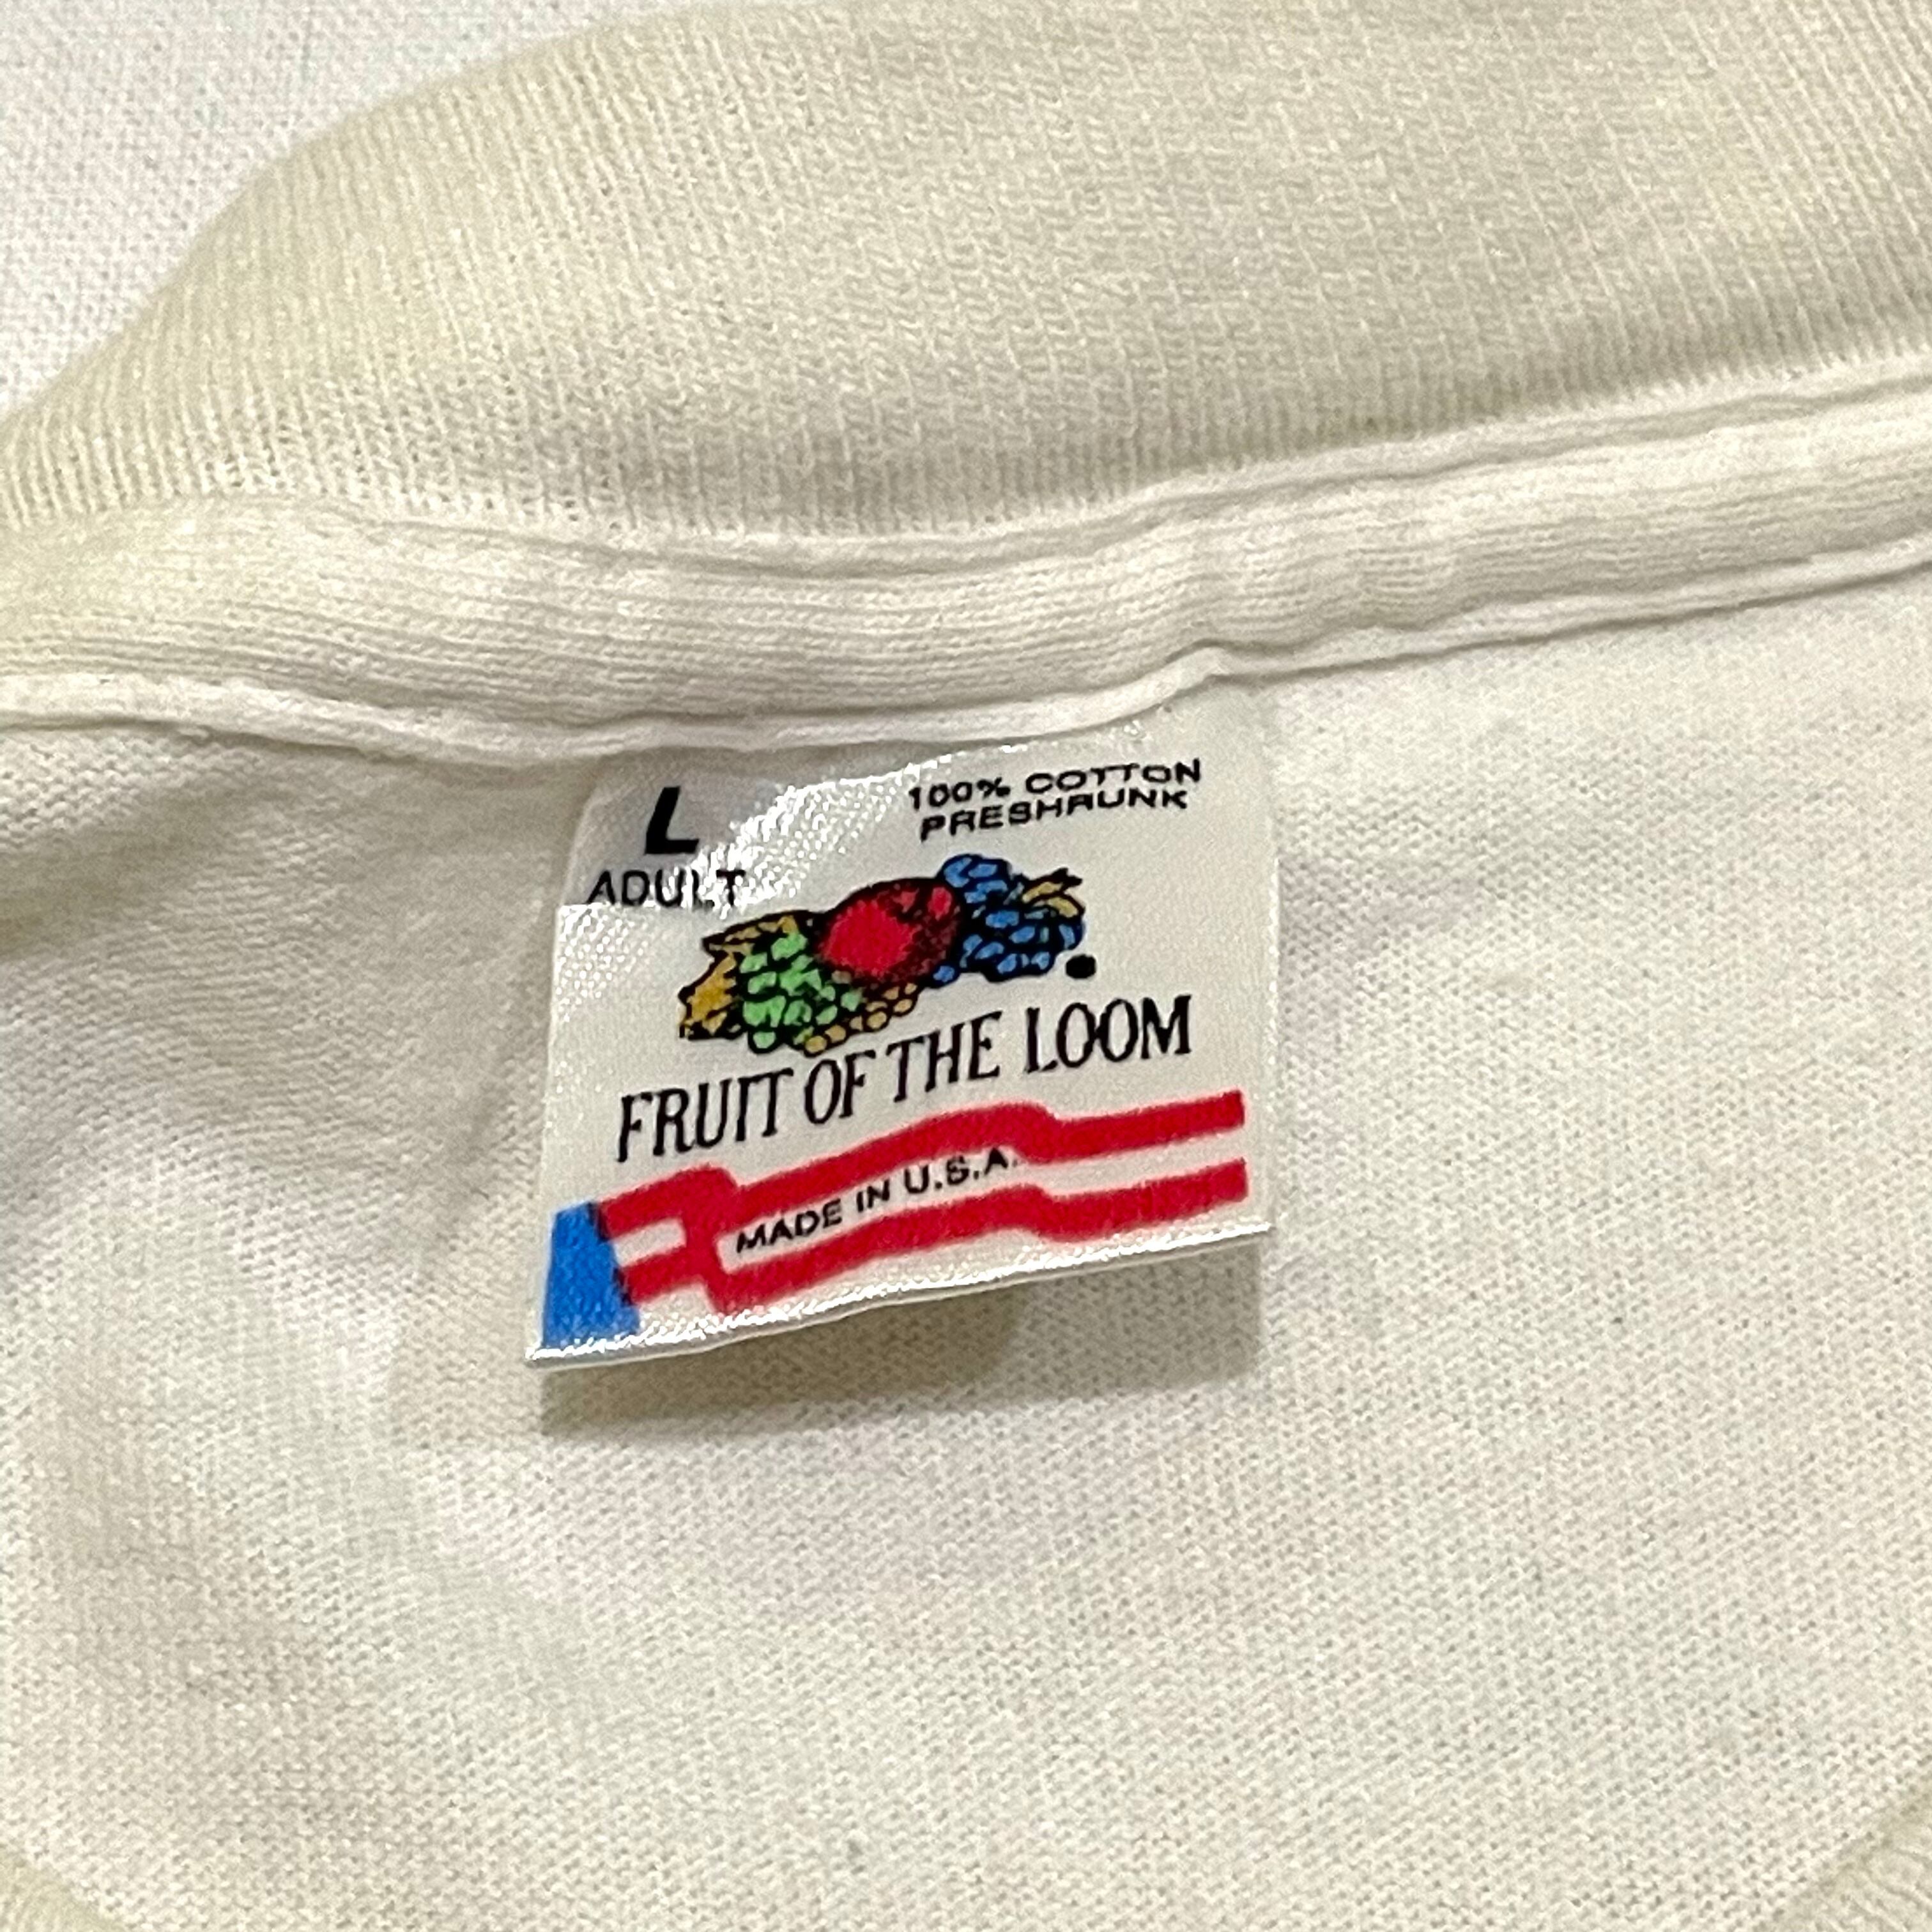 L
ADULT
100% COTTON
PRESHRUNK
FRUIT OF THE LOOM
MADE IN U.S.A.